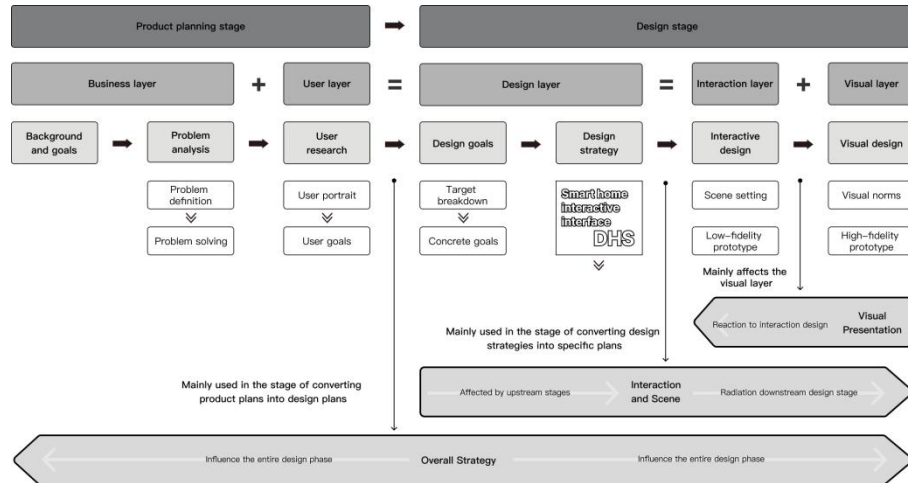 Product planning stage
Design stage
Business layer
+
User layer
=
Design layer
=
Interaction layer
+
Visual layer
Background
and goals
Problem
analysis
User
research
Design goals
Design
strategy
Interactive
design
Visual design
Problem
definition
Problem solving
User portrait
User goals
Target
breakdown
Concrete goals
Smart home
interactive
interface
DHS
Scene setting
Low-fidelity
prototype
Visual norms
High-fidelity
prototype
Mainly affects the
visual layer
Reaction to interaction design
Visual
Presentation
Mainly used in the stage of converting design
strategies into specific plans
Affected by upstream stages
Interaction
and Scene
Radiation downstream design stage
Mainly used in the stage of converting
product plans into design plans
Influence the entire design phase
Overall Strategy
Influence the entire design phase